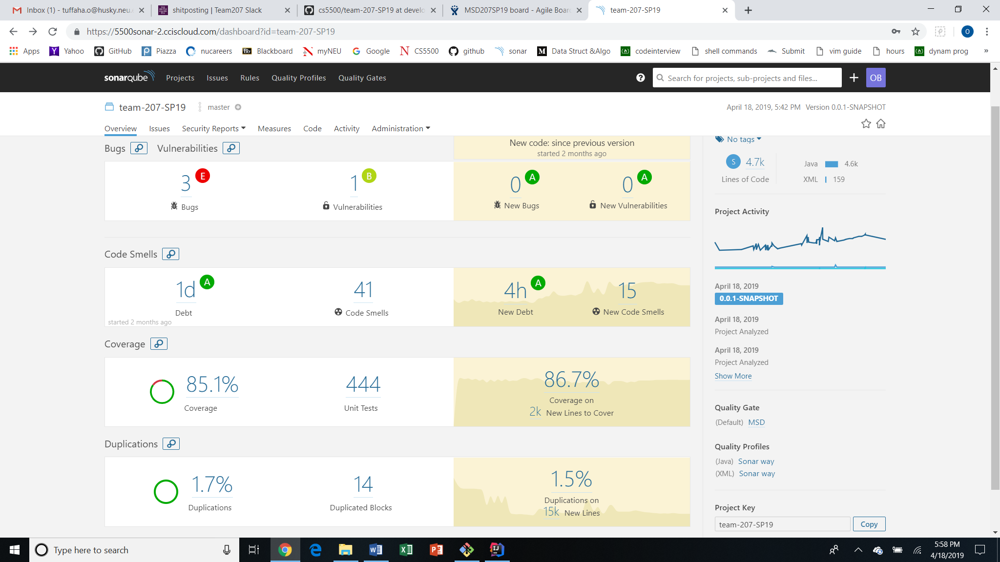 Inbox (1) - tuffaha.o@husky.neu.e
shitposting | Team207 Slack
cs5500/team-207-SP19 at develo
MSD207SP19 board - Agile Boar
team-207-SP19
https://5500sonar-2.cciscloud.com/dashboard?id=team-207-SP19
O
Apps Yahoo GitHub Piazza nucareers Bb Blackboard myNEU Google CS5500 github sonar M Data Struct &Algo codeinterview shell commands Submit vim guide hours dynam prog »
sonarqube Projects Issues Rules Quality Profiles Quality Gates
Search for projects, sub-projects and files...
OB
team-207-SP19 master
April 18, 2019, 5:42 PM Version 0.0.1-SNAPSHOT
Overview Issues Security Reports Measures Code Activity Administration
Bugs Vulnerabilities
New code: since previous version
started 2 months ago
3 E
Bugs
1 B
Vulnerabilities
0 A
New Bugs
0 A
New Vulnerabilities
Code Smells
1d A
Debt
started 2 months ago
41
Code Smells
4h A
New Debt
15
New Code Smells
Coverage
85.1%
Coverage
444
Unit Tests
86.7%
Coverage on
2k New Lines to Cover
Duplications
1.7%
Duplications
14
Duplicated Blocks
1.5%
Duplications on
15k New Lines
No tags
S 4.7k
Lines of Code
Java 4.6k
XML 159
Project Activity
April 18, 2019
0.0.1-SNAPSHOT
April 18, 2019
Project Analyzed
April 18, 2019
Project Analyzed
Show More
Quality Gate
(Default) MSD
Quality Profiles
(Java) Sonar way
(XML) Sonar way
Project Key
team-207-SP19
Copy
Type here to search
5:58 PM
4/18/2019